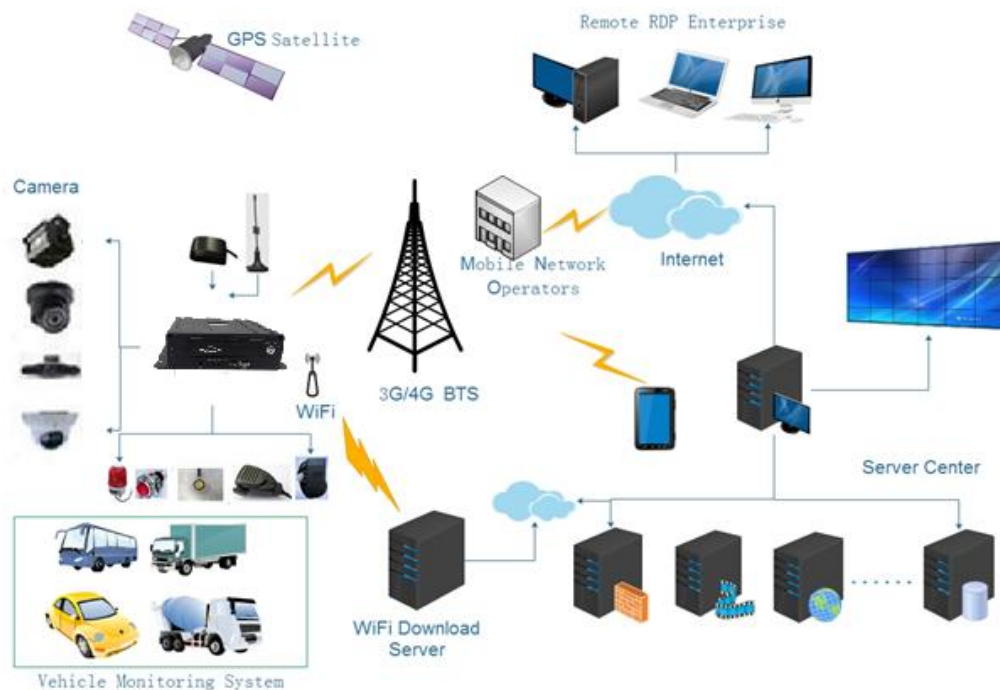 GPS Satellite
Remote RDP Enterprise
Camera
Internet
Mobile Network
Operators
3G/4G BTS
WiFi
Server Center
WiFi Download
Server
Vehicle Monitoring System